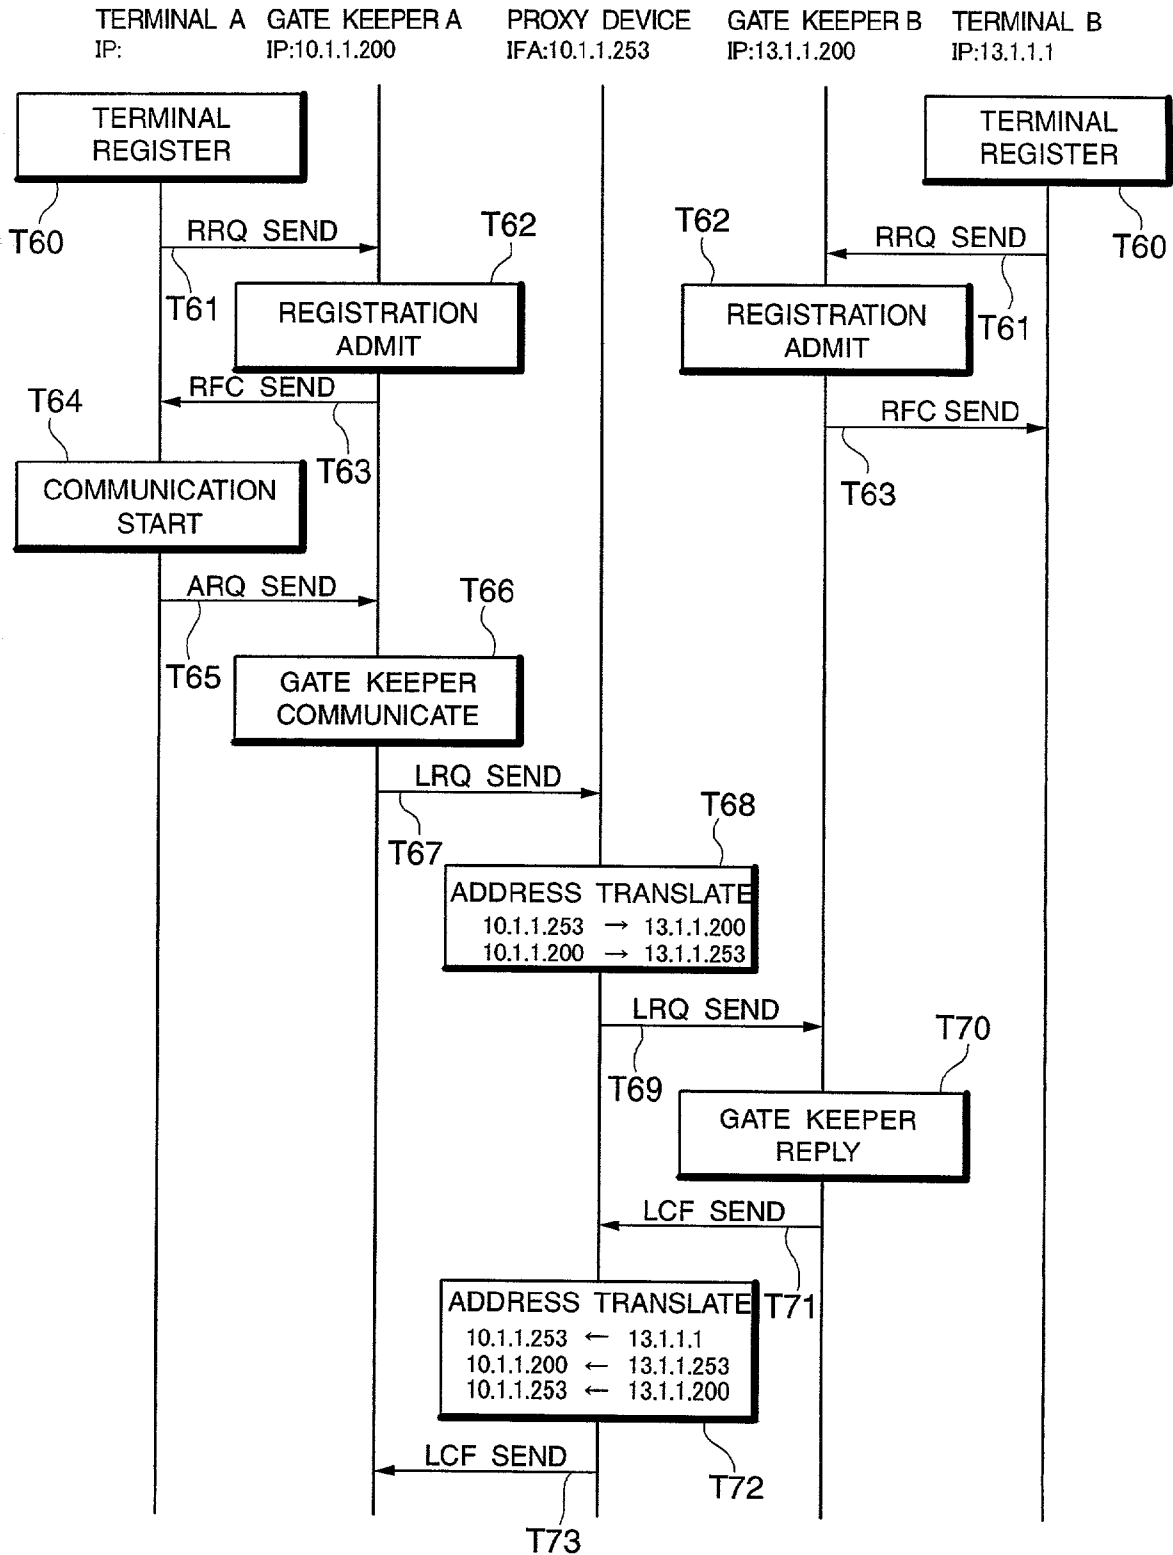 TERMINAL A GATE KEEPER A PROXY DEVICE GATE KEEPER B TERMINAL B
IP: IP:10.1.1.200 IFA:10.1.1.253 IP:13.1.1.200 IP:13.1.1.1
TERMINAL
REGISTER
TERMINAL
REGISTER
T60
RRQ SEND
T62
T62
RRQ SEND
T60
T61
REGISTRATION
ADMIT
REGISTRATION
ADMIT
T61
RFC SEND
T64
RFC SEND
T63
T63
COMMUNICATION
START
ARQ SEND
T66
T65
GATE KEEPER
COMMUNICATE
LRQ SEND
T68
T67
ADDRESS TRANSLATE
10.1.1.253 → 13.1.1.200
10.1.1.200 → 13.1.1.253
LRQ SEND
T70
T69
GATE KEEPER
REPLY
LCF SEND
T71
ADDRESS TRANSLATE
10.1.1.253 ← 13.1.1.1
10.1.1.200 ← 13.1.1.253
10.1.1.253 ← 13.1.1.200
LCF SEND
T72
T73